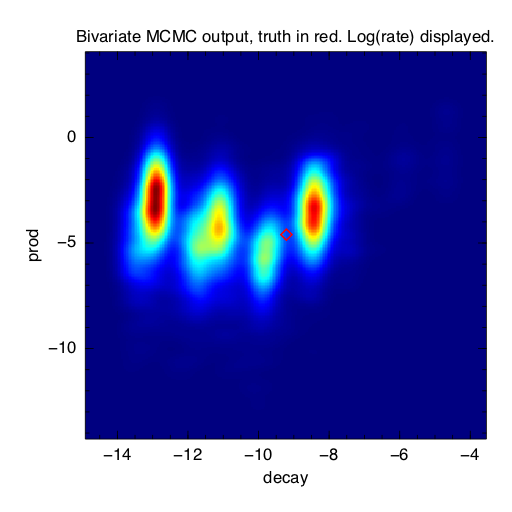 Bivariate MCMC output, truth in red. Log(rate) displayed.
0
−5
−10
prod
−14 −12 −10 −8 −6 −4
decay